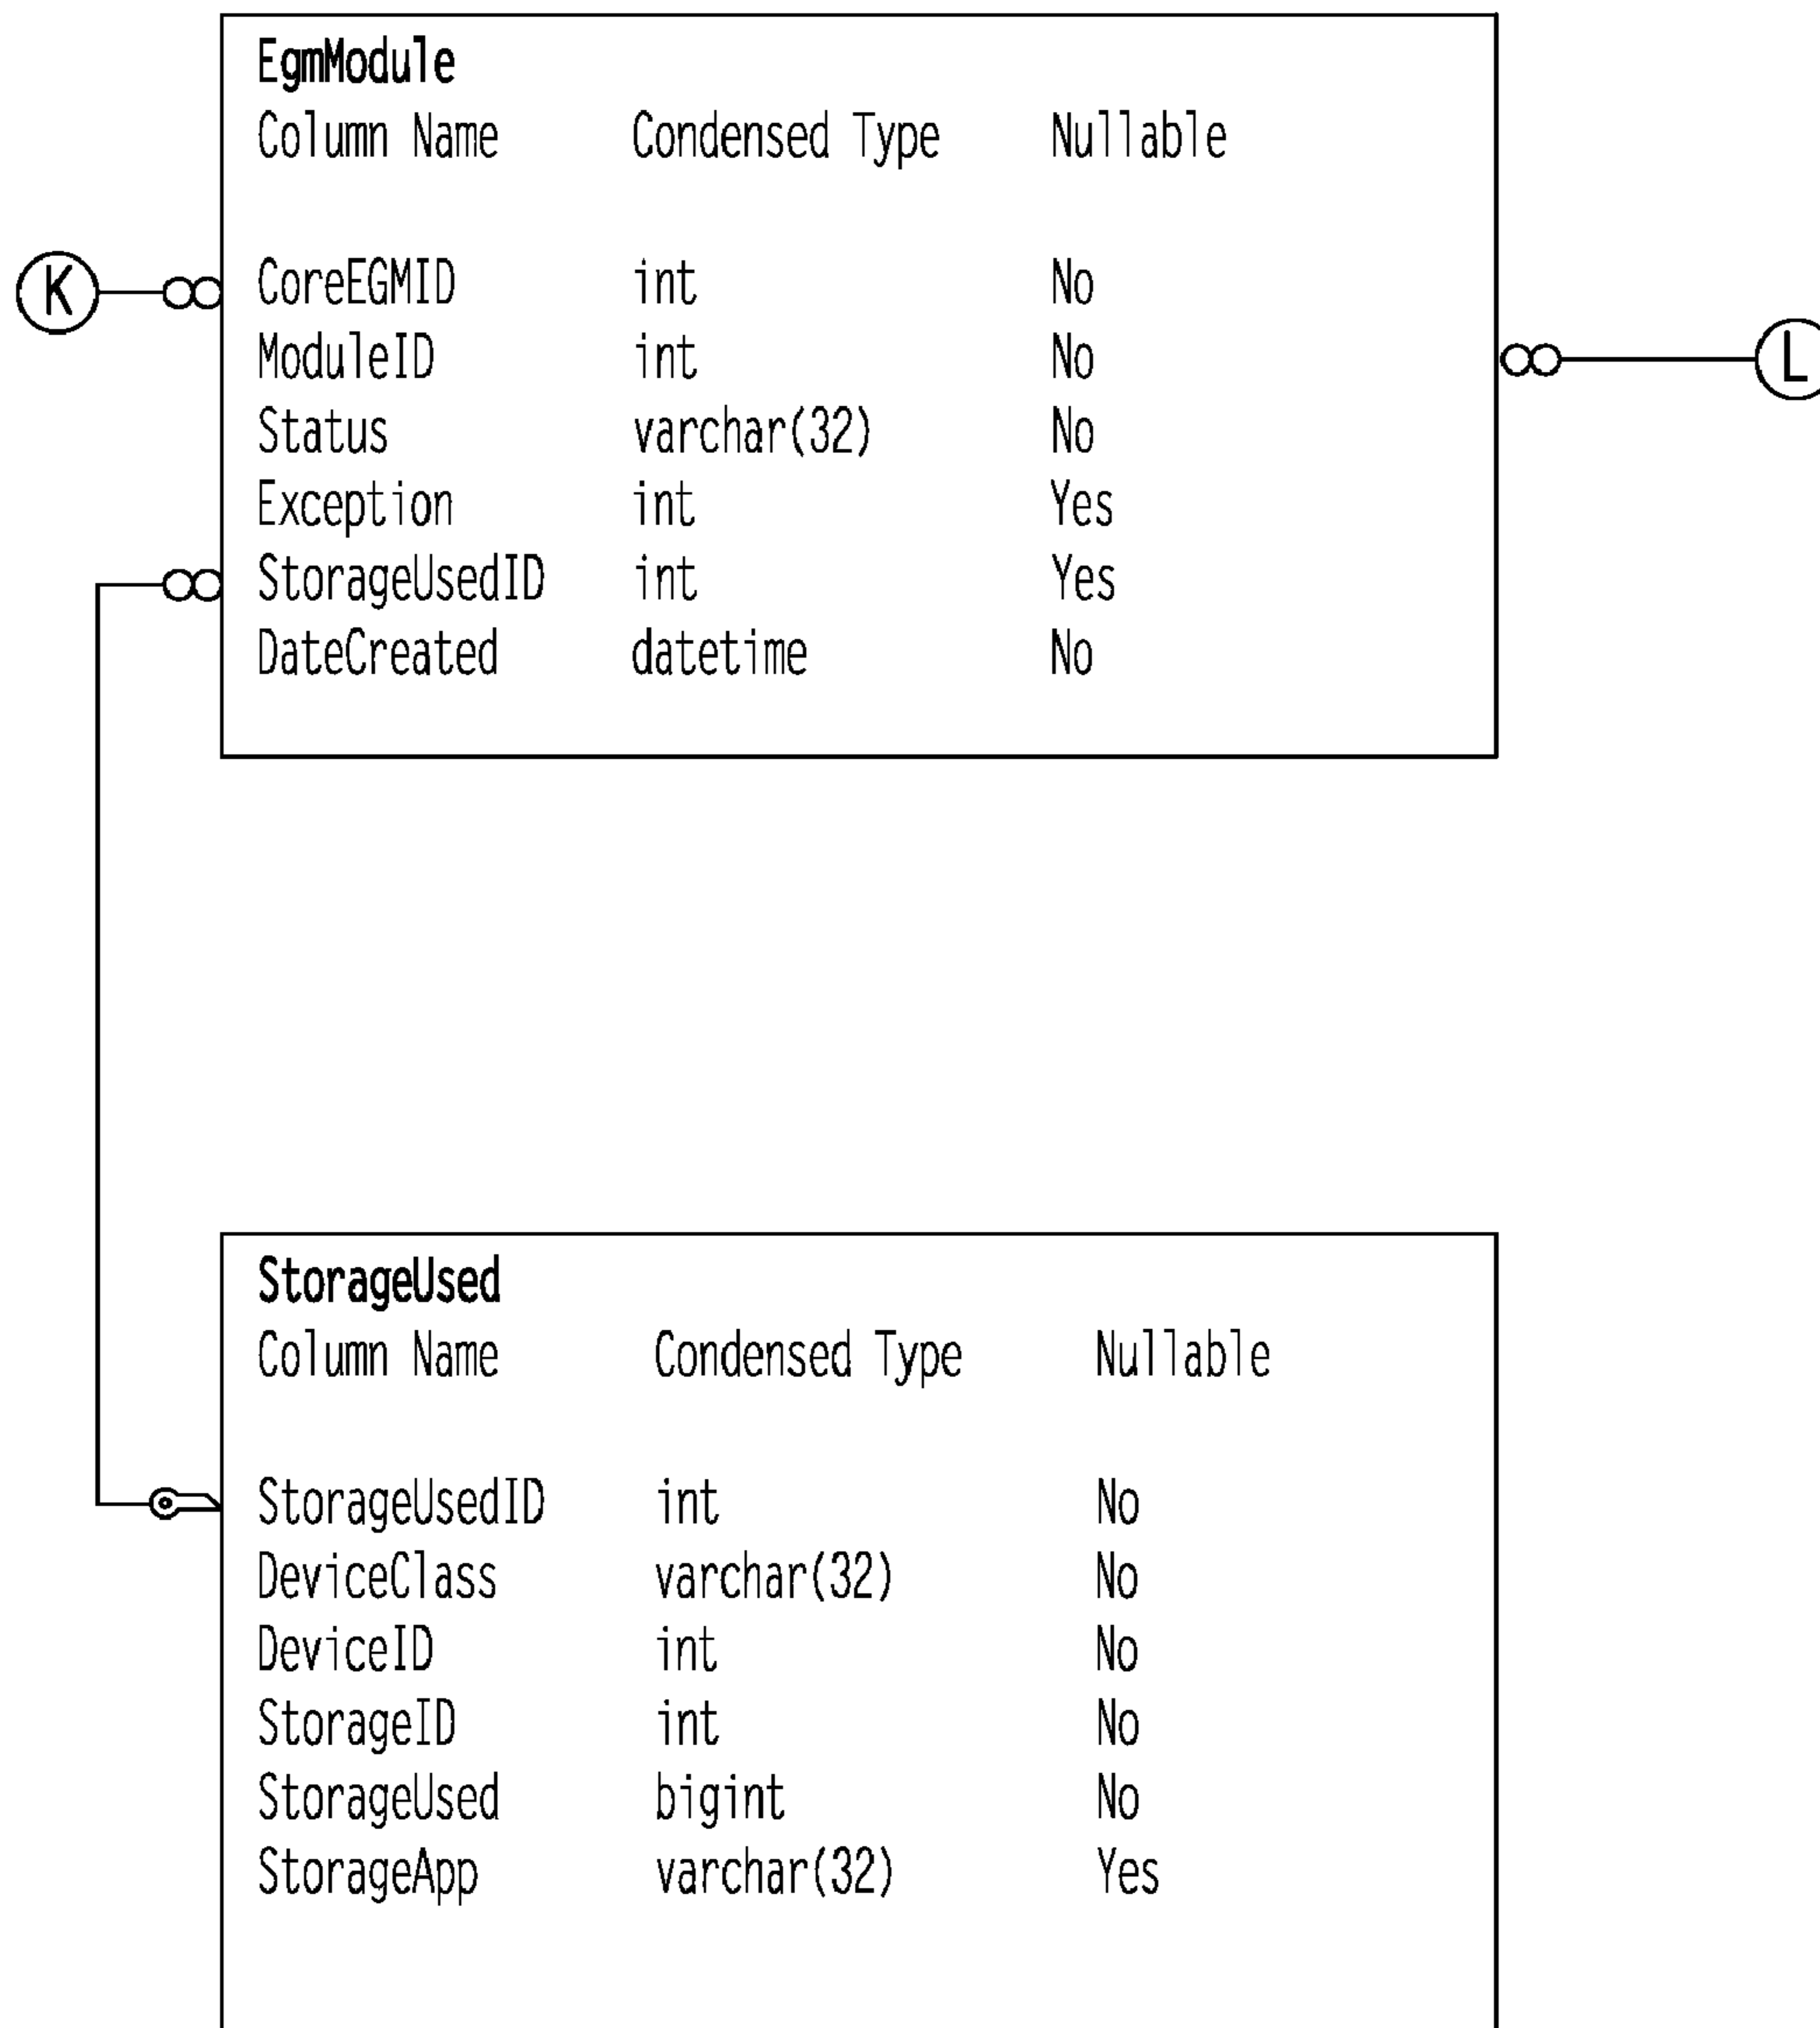 EgmModule
Column Name Condensed Type Nullable
K CoreEGMID int No
ModuleID int No L
Status varchar(32) No
Exception int Yes
StorageUsedID int Yes
DateCreated datetime No
StorageUsed
Column Name Condensed Type Nullable
StorageUsedID int No
DeviceClass varchar(32) No
DeviceID int No
StorageID int No
StorageUsed bigint No
StorageApp varchar(32) Yes